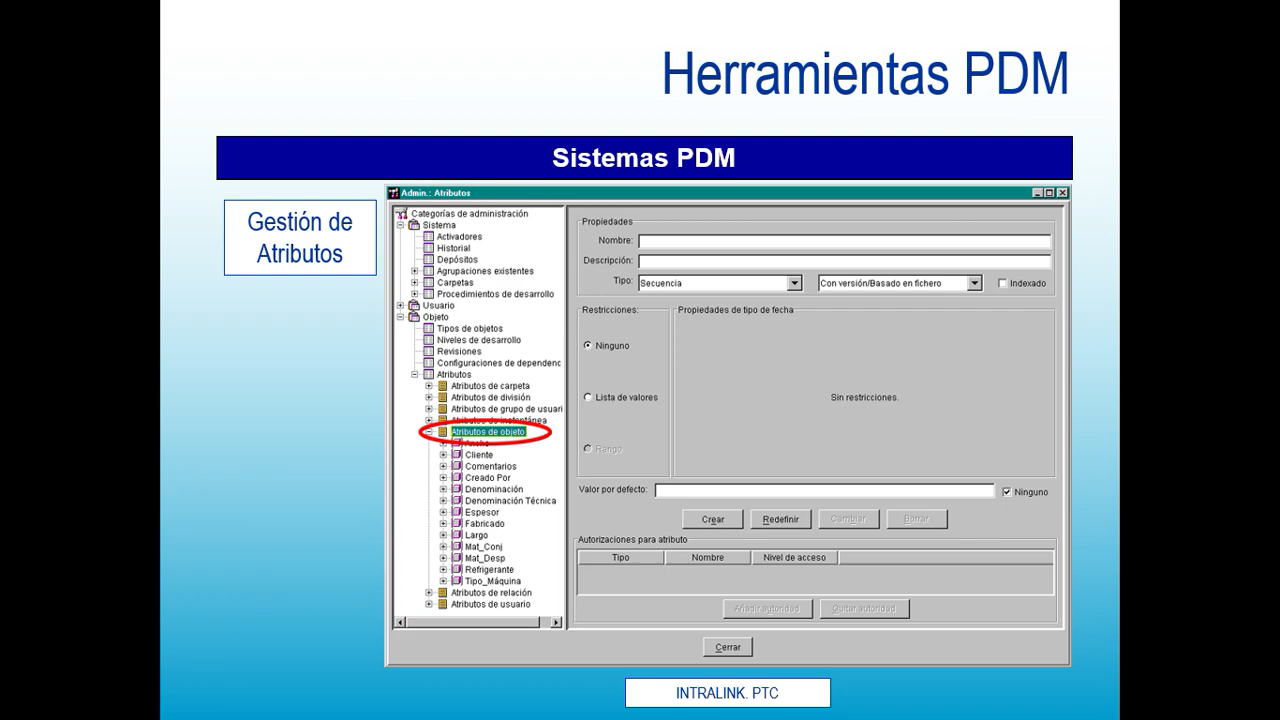 Herramientas PDM
Sistemas PDM
Gestión de
Atributos
Admin.: Atributos
Categorías de administración
Sistema
Activadores
Historial
Depósitos
Agrupaciones existentes
Carpetas
Procedimientos de desarrollo
Usuario
Objeto
Tipos de objetos
Niveles de desarrollo
Revisiones
Configuraciones de dependenc
Atributos
Atributos de carpeta
Atributos de división
Atributos de grupo de usuari
Atributos de instantánea
Atributos de objeto
Ancho
Cliente
Comentarios
Creado Por
Denominación
Denominación Técnica
Espesor
Fabricado
Largo
Mat_Conj
Mat_Desp
Refrigerante
Tipo_Máquina
Atributos de relación
Atributos de usuario
Propiedades
Nombre:
Descripción:
Tipo: Secuencia Con versión/Basado en fichero Indexado
Restricciones:
Propiedades de tipo de fecha
Ninguno
Lista de valores
Sin restricciones.
Rango
Valor por defecto: Ninguno
Crear Redefinir Cambiar Borrar
Autorizaciones para atributo
Tipo Nombre Nivel de acceso
Añadir autoridad Quitar autoridad
Cerrar
INTRALINK. PTC